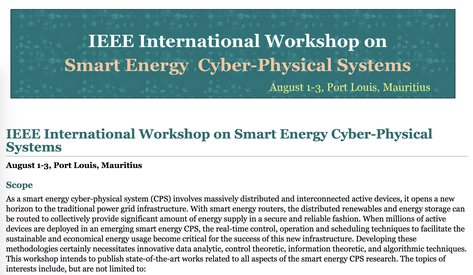 IEEE International Workshop on
Smart Energy Cyber-Physical Systems
August 1-3, Port Louis, Mauritius
IEEE International Workshop on Smart Energy Cyber-Physical
Systems
August 1-3, Port Louis, Mauritius
Scope
As a smart energy cyber-physical system (CPS) involves massively distributed and interconnected active devices, it opens a new
horizon to the traditional power grid infrastructure. With smart energy routers, the distributed renewables and energy storage can
be routed to collectively provide significant amount of energy supply in a secure and reliable fashion. When millions of active
devices are deployed in an emerging smart energy CPS, the real-time control, operation and scheduling techniques to facilitate the
sustainable and economical energy usage become critical for the success of this new infrastructure. Developing these
methodologies certainly necessitates innovative data analytic, control theoretic, information theoretic, and algorithmic techniques.
This workshop intends to publish state-of-the-art works related to all aspects of the smart energy CPS research. The topics of
interest include, but are not limited to: